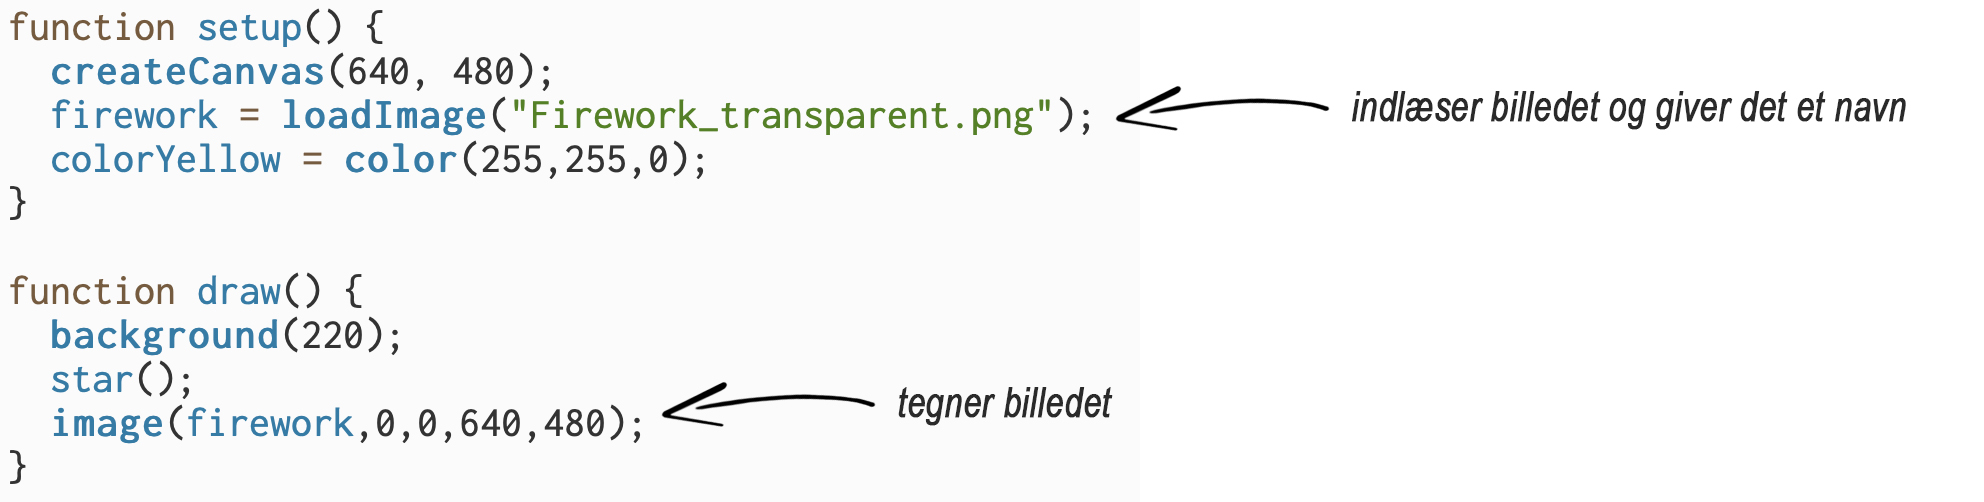 function setup() {
createCanvas(640, 480);
firework = loadImage("Firework_transparent.png");
indlæser billedet og giver det et navn
colorYellow = color(255,255,0);
}
function draw() {
background(220);
star();
image(firework,0,0,640,480);
tegner billedet
}